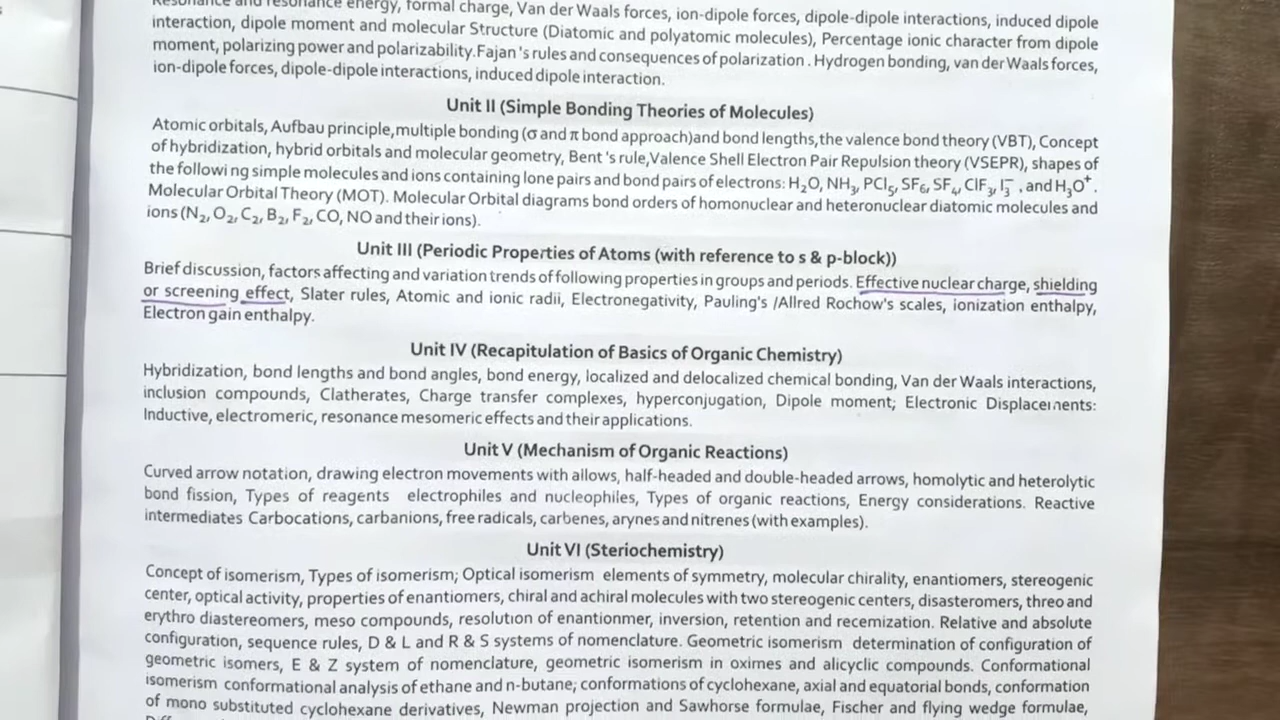 Resonance and resonance energy, formal charge, Van der Waals forces, ion-dipole forces, dipole-dipole interactions, induced dipole
interaction, dipole moment and molecular Structure (Diatomic and polyatomic molecules), Percentage ionic character from dipole
moment, polarizing power and polarizability.Fajan 's rules and consequences of polarization . Hydrogen bonding, van der Waals forces,
ion-dipole forces, dipole-dipole interactions, induced dipole interaction.
Unit II (Simple Bonding Theories of Molecules)
Atomic orbitals, Aufbau principle,multiple bonding (σ and π bond approach)and bond lengths,the valence bond theory (VBT), Concept
of hybridization, hybrid orbitals and molecular geometry, Bent 's rule,Valence Shell Electron Pair Repulsion theory (VSEPR), shapes of
the followi ng simple molecules and ions containing lone pairs and bond pairs of electrons: H₂O, NH₃, PCl₅, SF₆, SF₄, ClF₃, I₃⁻ , and H₃O⁺.
Molecular Orbital Theory (MOT). Molecular Orbital diagrams bond orders of homonuclear and heteronuclear diatomic molecules and
ions (N₂, O₂, C₂, B₂, F₂, CO, NO and their ions).
Unit III (Periodic Properties of Atoms (with reference to s & p-block))
Brief discussion, factors affecting and variation trends of following properties in groups and periods. Effective nuclear charge, shielding
or screening effect, Slater rules, Atomic and ionic radii, Electronegativity, Pauling's /Allred Rochow's scales, ionization enthalpy,
Electron gain enthalpy.
Unit IV (Recapitulation of Basics of Organic Chemistry)
Hybridization, bond lengths and bond angles, bond energy, localized and delocalized chemical bonding, Van der Waals interactions,
inclusion compounds, Clatherates, Charge transfer complexes, hyperconjugation, Dipole moment; Electronic Displacements:
Inductive, electromeric, resonance mesomeric effects and their applications.
Unit V (Mechanism of Organic Reactions)
Curved arrow notation, drawing electron movements with allows, half-headed and double-headed arrows, homolytic and heterolytic
bond fission, Types of reagents electrophiles and nucleophiles, Types of organic reactions, Energy considerations. Reactive
intermediates Carbocations, carbanions, free radicals, carbenes, arynes and nitrenes (with examples).
Unit VI (Steriochemistry)
Concept of isomerism, Types of isomerism; Optical isomerism elements of symmetry, molecular chirality, enantiomers, stereogenic
center, optical activity, properties of enantiomers, chiral and achiral molecules with two stereogenic centers, disasteromers, threo and
erythro diastereomers, meso compounds, resolution of enantionmer, inversion, retention and recemization. Relative and absolute
configuration, sequence rules, D & L and R & S systems of nomenclature. Geometric isomerism determination of configuration of
geometric isomers, E & Z system of nomenclature, geometric isomerism in oximes and alicyclic compounds. Conformational
isomerism conformational analysis of ethane and n-butane; conformations of cyclohexane, axial and equatorial bonds, conformation
of mono substituted cyclohexane derivatives, Newman projection and Sawhorse formulae, Fischer and flying wedge formulae,